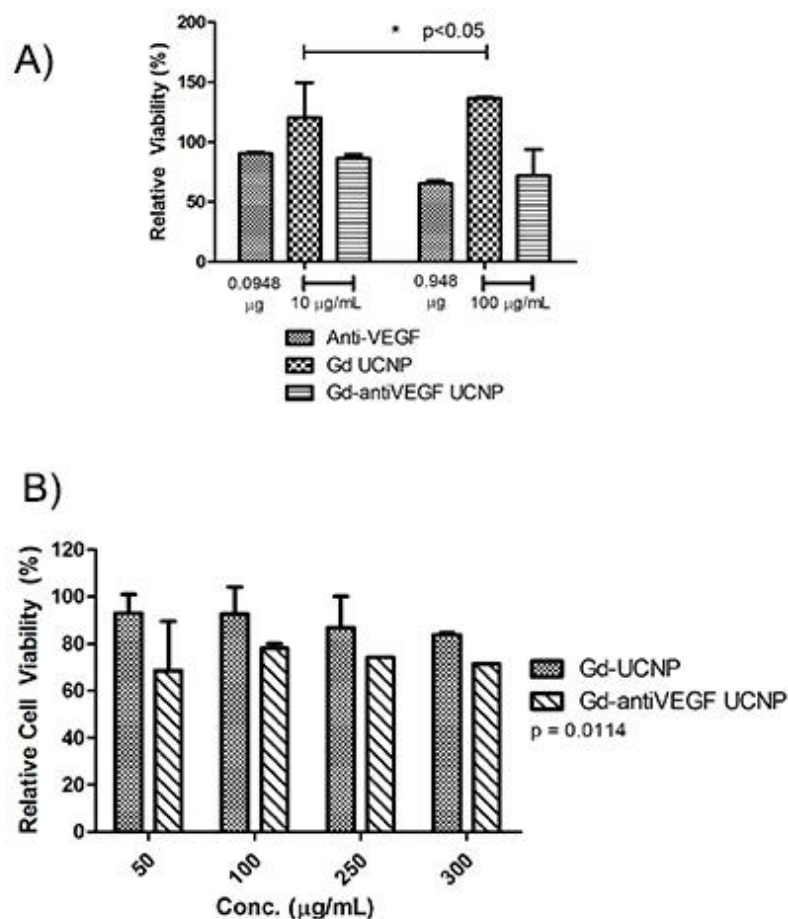 A)
Relative Viability (%)
200
150
100
50
0
* p<0.05
0.0948
µg
10 µg/mL
0.948
µg
100 µg/mL
Anti-VEGF
Gd UCNP
Gd-antiVEGF UCNP
B)
Relative Cell Viability (%)
120
100
80
60
40
20
0
50
100
250
300
Conc. (µg/mL)
Gd-UCNP
Gd-antiVEGF UCNP
p = 0.0114